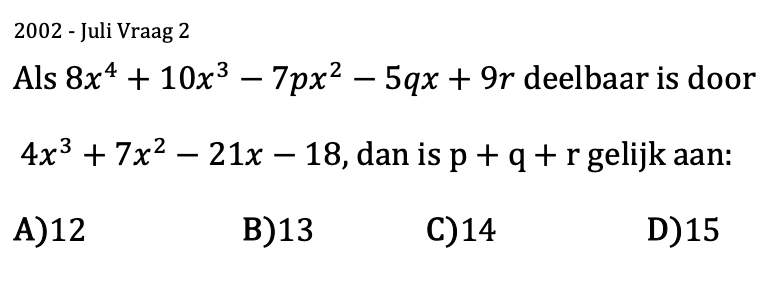 2002 - Juli Vraag 2
Als 8x⁴ + 10x³ − 7px² − 5qx + 9r deelbaar is door
4x³ + 7x² − 21x − 18, dan is p + q + r gelijk aan:
A)12 B)13 C)14 D)15